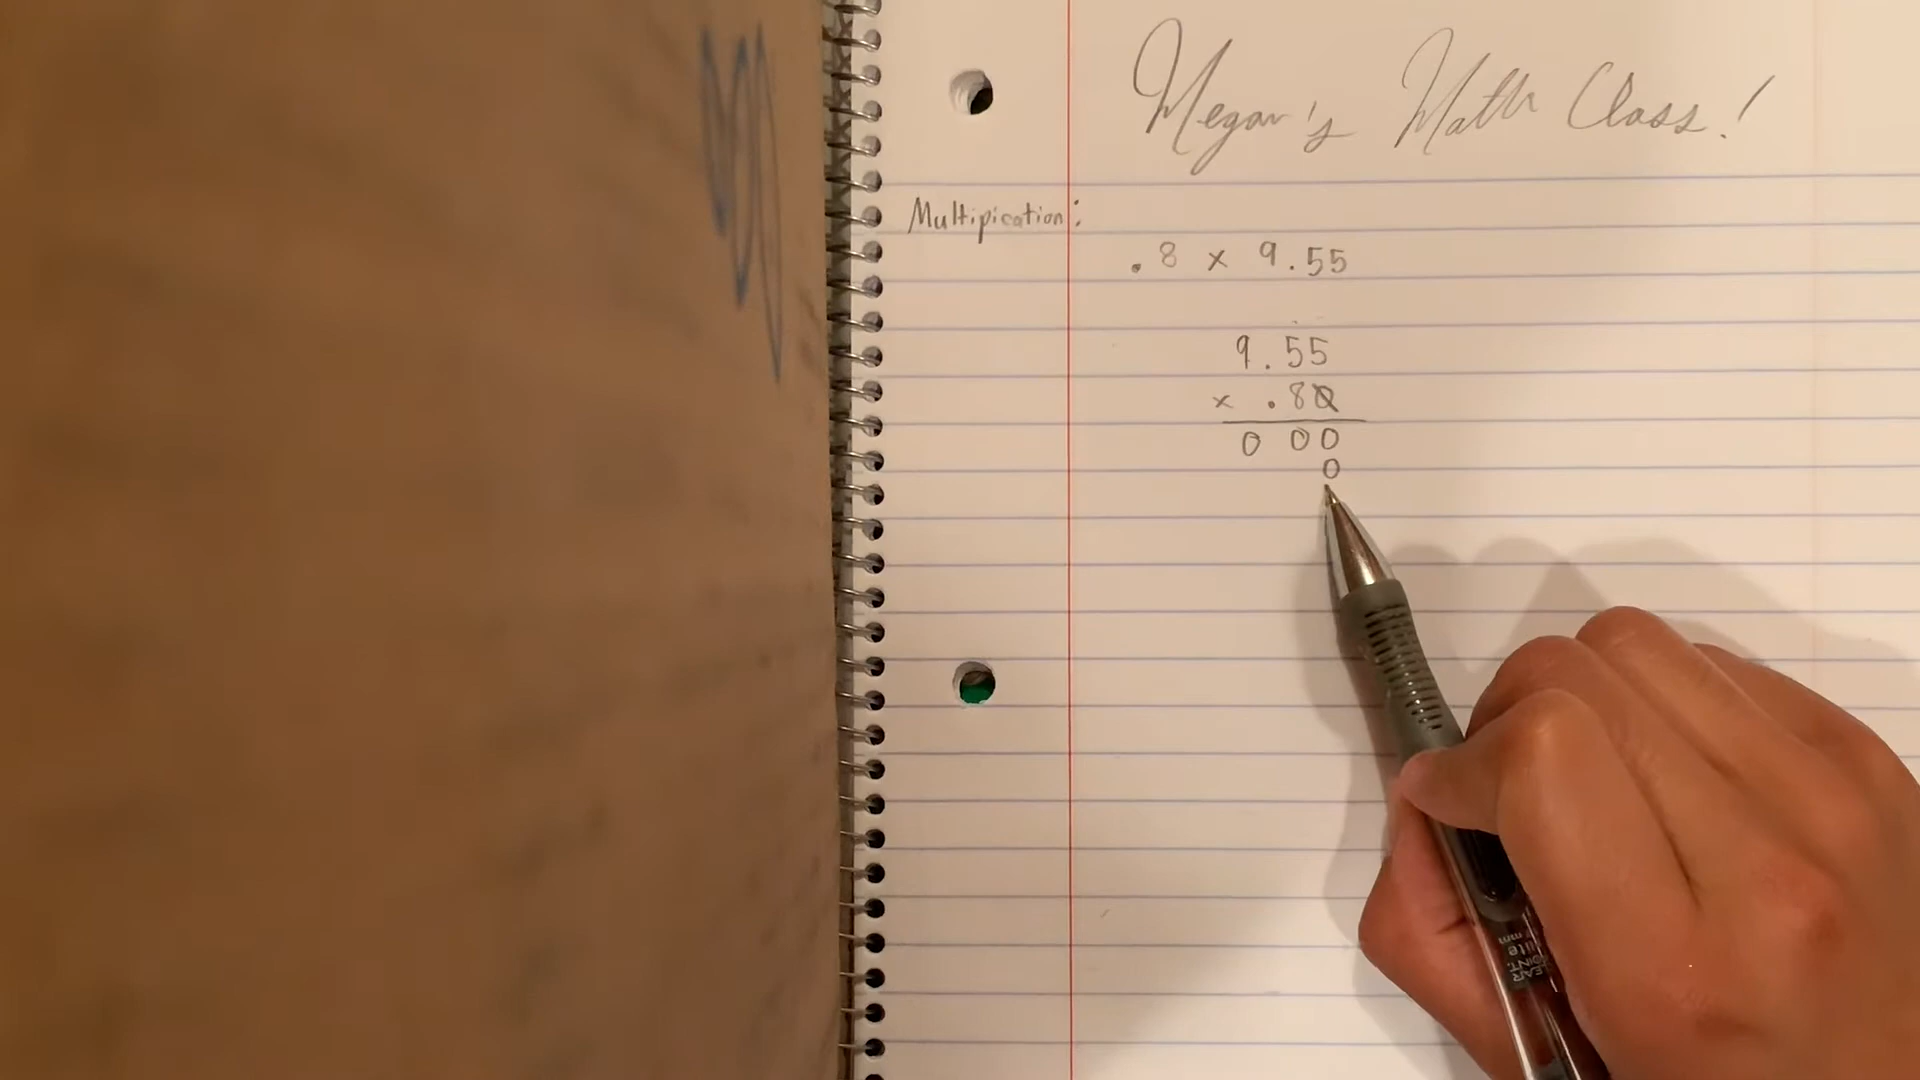 Megan's Math Class!
Multipication:
.8 x 9.55
9.55
x .80
0 00
0